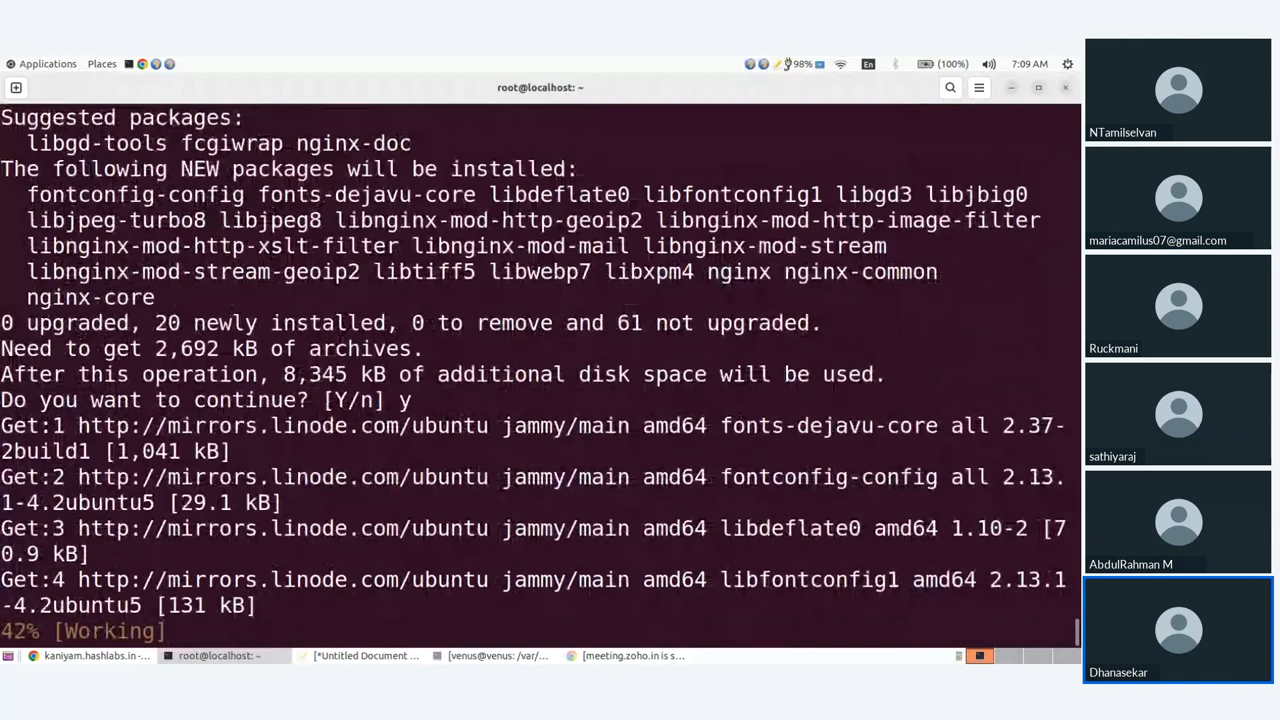 Applications Places 98% En (100%) 7:09 AM
root@localhost: ~
Suggested packages:
libgd-tools fcgiwrap nginx-doc
The following NEW packages will be installed:
fontconfig-config fonts-dejavu-core libdeflate0 libfontconfig1 libgd3 libjbig0
libjpeg-turbo8 libjpeg8 libnginx-mod-http-geoip2 libnginx-mod-http-image-filter
libnginx-mod-http-xslt-filter libnginx-mod-mail libnginx-mod-stream
libnginx-mod-stream-geoip2 libtiff5 libwebp7 libxpm4 nginx nginx-common
nginx-core
0 upgraded, 20 newly installed, 0 to remove and 61 not upgraded.
Need to get 2,692 kB of archives.
After this operation, 8,345 kB of additional disk space will be used.
Do you want to continue? [Y/n] y
Get:1 http://mirrors.linode.com/ubuntu jammy/main amd64 fonts-dejavu-core all 2.37-
2build1 [1,041 kB]
Get:2 http://mirrors.linode.com/ubuntu jammy/main amd64 fontconfig-config all 2.13.
1-4.2ubuntu5 [29.1 kB]
Get:3 http://mirrors.linode.com/ubuntu jammy/main amd64 libdeflate0 amd64 1.10-2 [7
0.9 kB]
Get:4 http://mirrors.linode.com/ubuntu jammy/main amd64 libfontconfig1 amd64 2.13.1
-4.2ubuntu5 [131 kB]
42% [Working]
kaniyam.hashlabs.in -... root@localhost: ~ [*Untitled Document ... [venus@venus: /var/... [meeting.zoho.in is s...
NTamilselvan
mariacamilus07@gmail.com
Ruckmani
sathiyaraj
AbdulRahman M
Dhanasekar